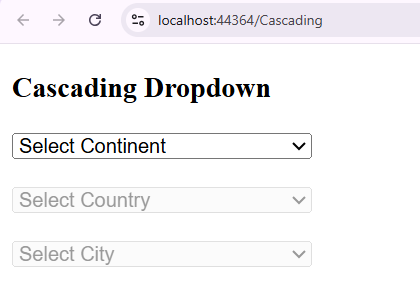 localhost:44364/Cascading
Cascading Dropdown
Select Continent
Select Country
Select City